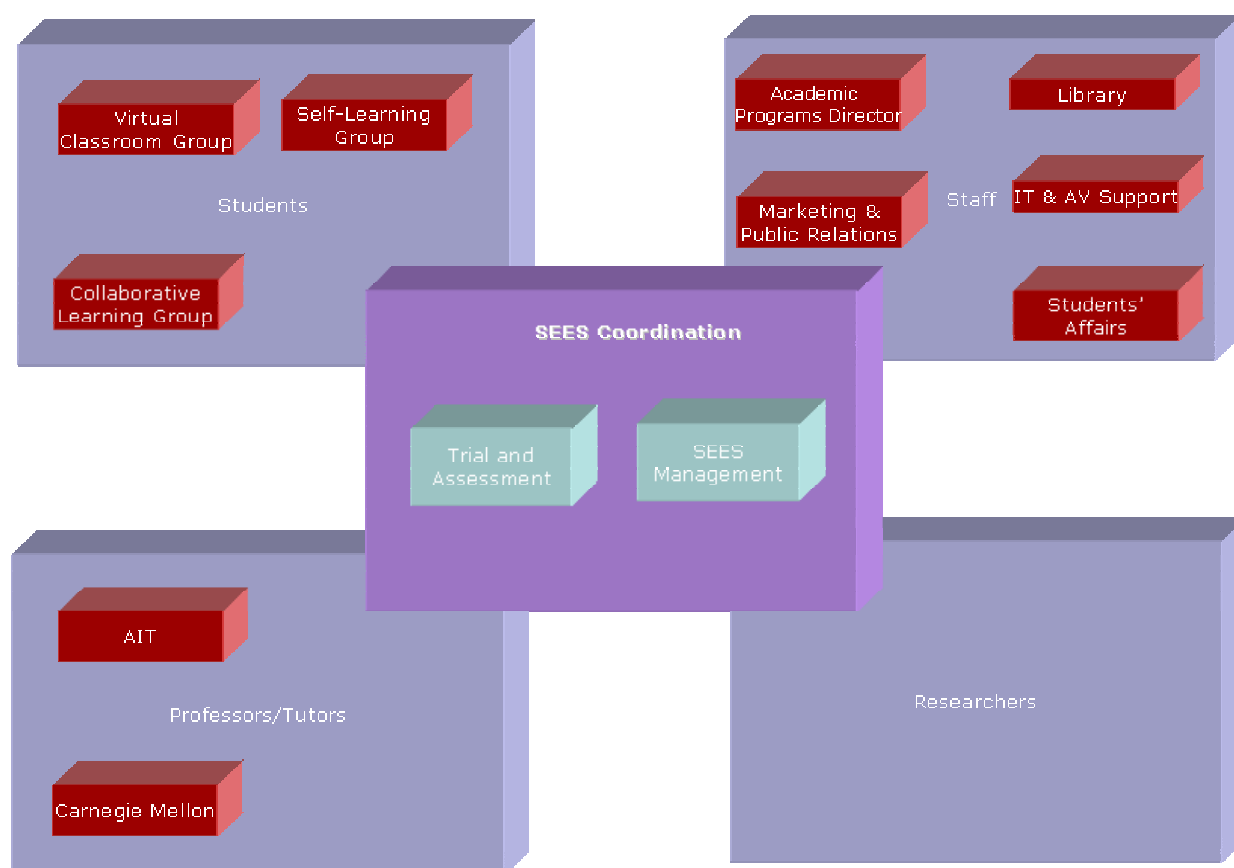 Virtual
Classroom Group
Self-Learning
Group
Students
Collaborative
Learning Group
Academic
Programs Director
Library
Marketing &
Public Relations
Staff
IT & AV Support
Students'
Affairs
SEES Coordination
Trial and
Assessment
SEES
Management
AIT
Professors/Tutors
Carnegie Mellon
Researchers